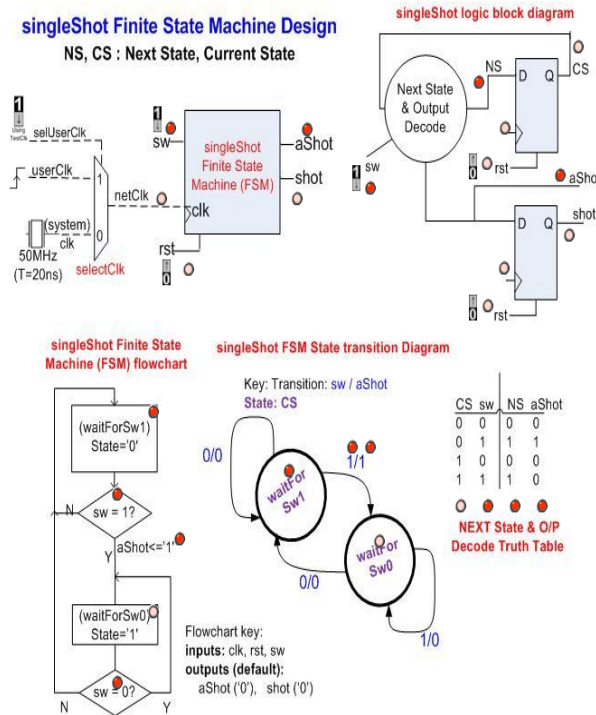 singleShot Finite State Machine Design
NS, CS : Next State, Current State
1
Using
TestClk
selUserClk
userClk
1
netClk
(system)
clk
0
50MHz
(T=20ns)
selectClk
1
sw
singleShot
Finite State
Machine (FSM)
aShot
shot
clk
rst
0
singleShot logic block diagram
NS
CS
D Q
Next State
& Output
Decode
rst
0
sw
1
aShot
D Q
shot
rst
0
singleShot Finite State
Machine (FSM) flowchart
(waitForSw1)
State='0'
N
sw = 1?
aShot<='1'
Y
(waitForSw0)
State='1'
sw = 0?
N
Y
Flowchart key:
inputs: clk, rst, sw
outputs (default):
aShot ('0'), shot ('0')
singleShot FSM State transition Diagram
Key: Transition: sw / aShot
State: CS
0/0
1/1
waitFor
Sw1
waitFor
Sw0
0/0
1/0
CS sw NS aShot
0 0 0 0
0 1 1 1
1 0 0 0
1 1 1 0
NEXT State & O/P
Decode Truth Table